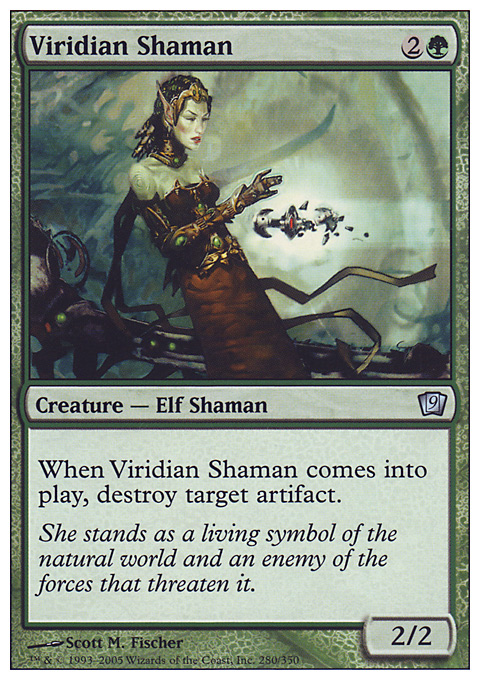 Viridian Shaman 2
Creature — Elf Shaman 9
When Viridian Shaman comes into
play, destroy target artifact.
She stands as a living symbol of the
natural world and an enemy of the
forces that threaten it.
Scott M. Fischer
2/2
™ & © 1993–2005 Wizards of the Coast, Inc. 280/350